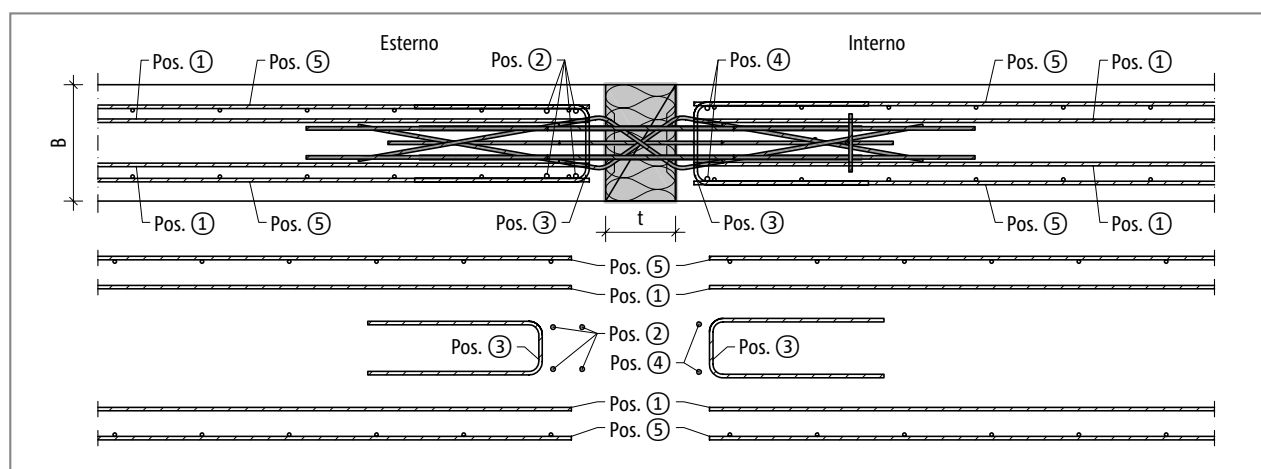 Esterno Interno
Pos. ① Pos. ⑤ Pos. ② Pos. ④ Pos. ⑤ Pos. ①
B
Pos. ① Pos. ⑤ Pos. ③ Pos. ③ Pos. ⑤ Pos. ①
t
Pos. ⑤
Pos. ①
Pos. ②
Pos. ③ Pos. ③
Pos. ④
Pos. ①
Pos. ⑤